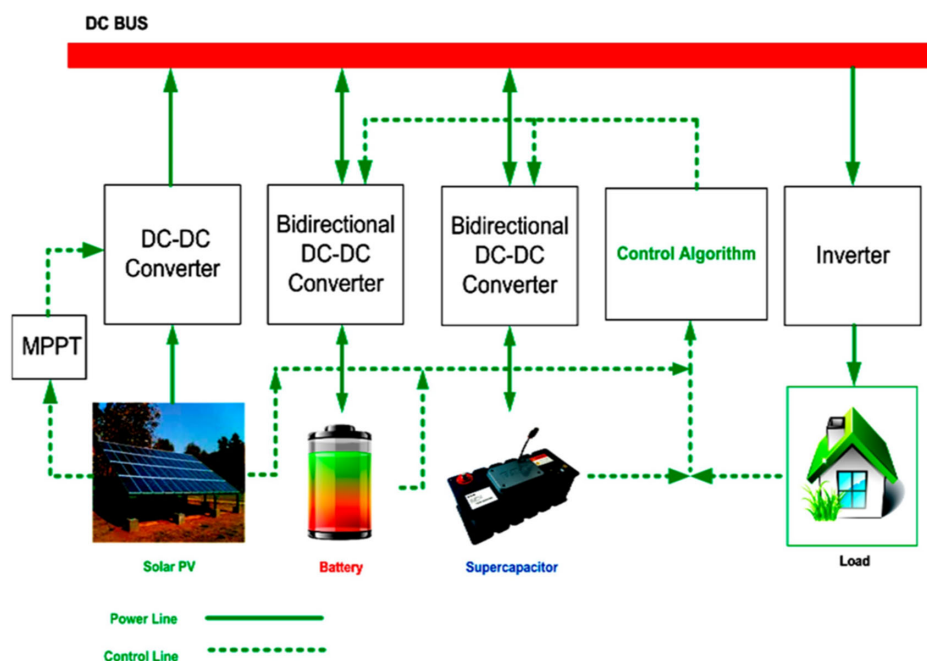 DC BUS
DC-DC
Converter
Bidirectional
DC-DC
Converter
Bidirectional
DC-DC
Converter
Control Algorithm
Inverter
MPPT
Solar PV
Battery
Supercapacitor
Load
Power Line
Control Line